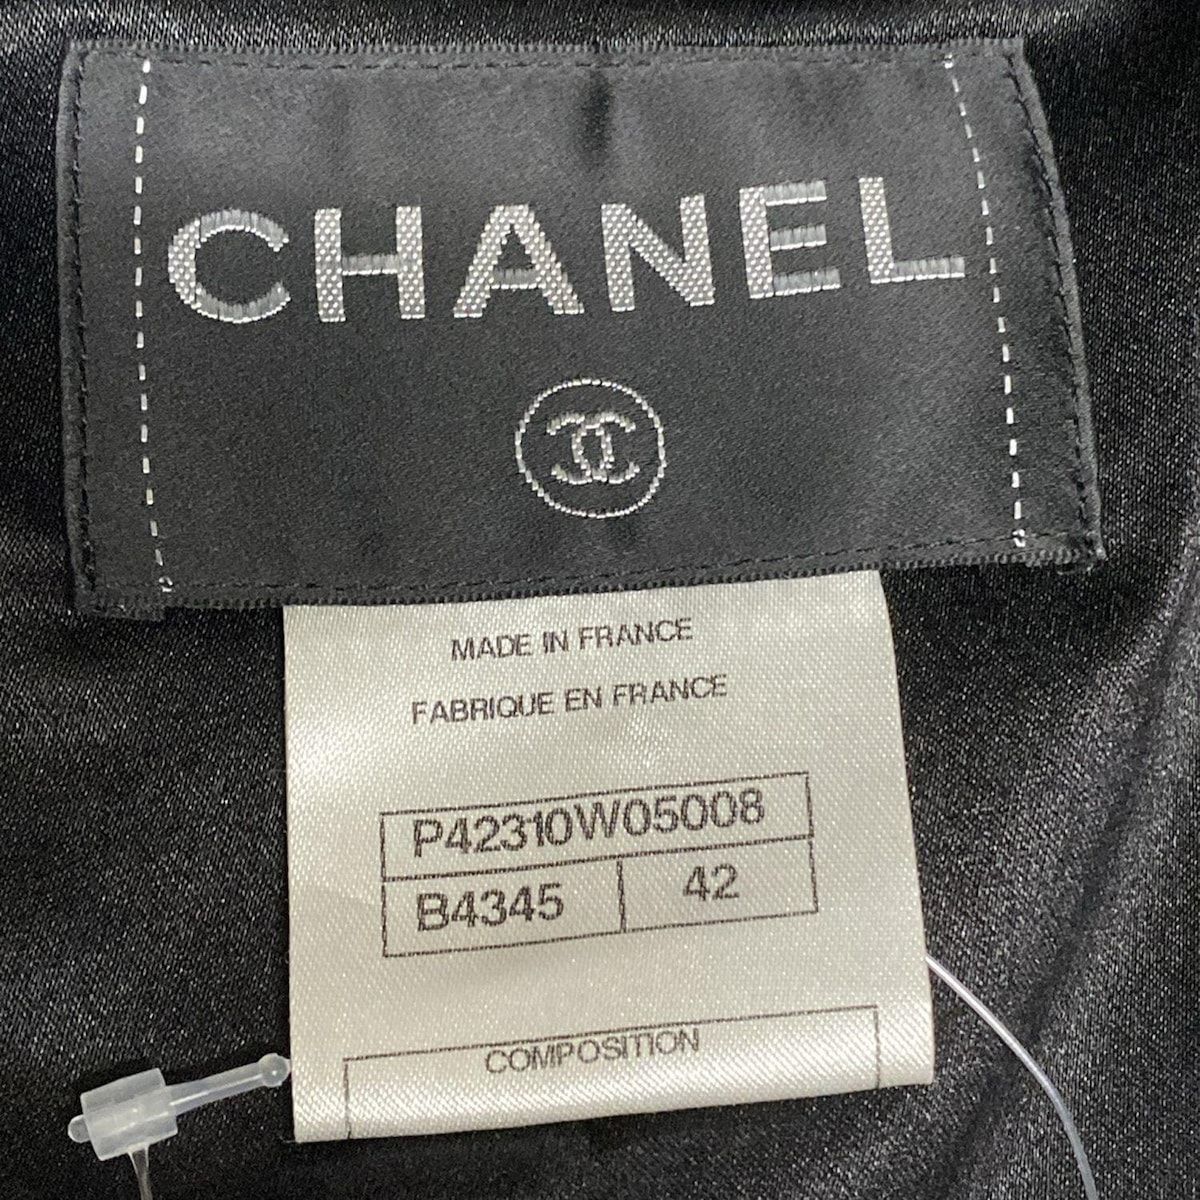 CHANEL
MADE IN FRANCE
FABRIQUE EN FRANCE
P42310W05008
B4345 42
COMPOSITION